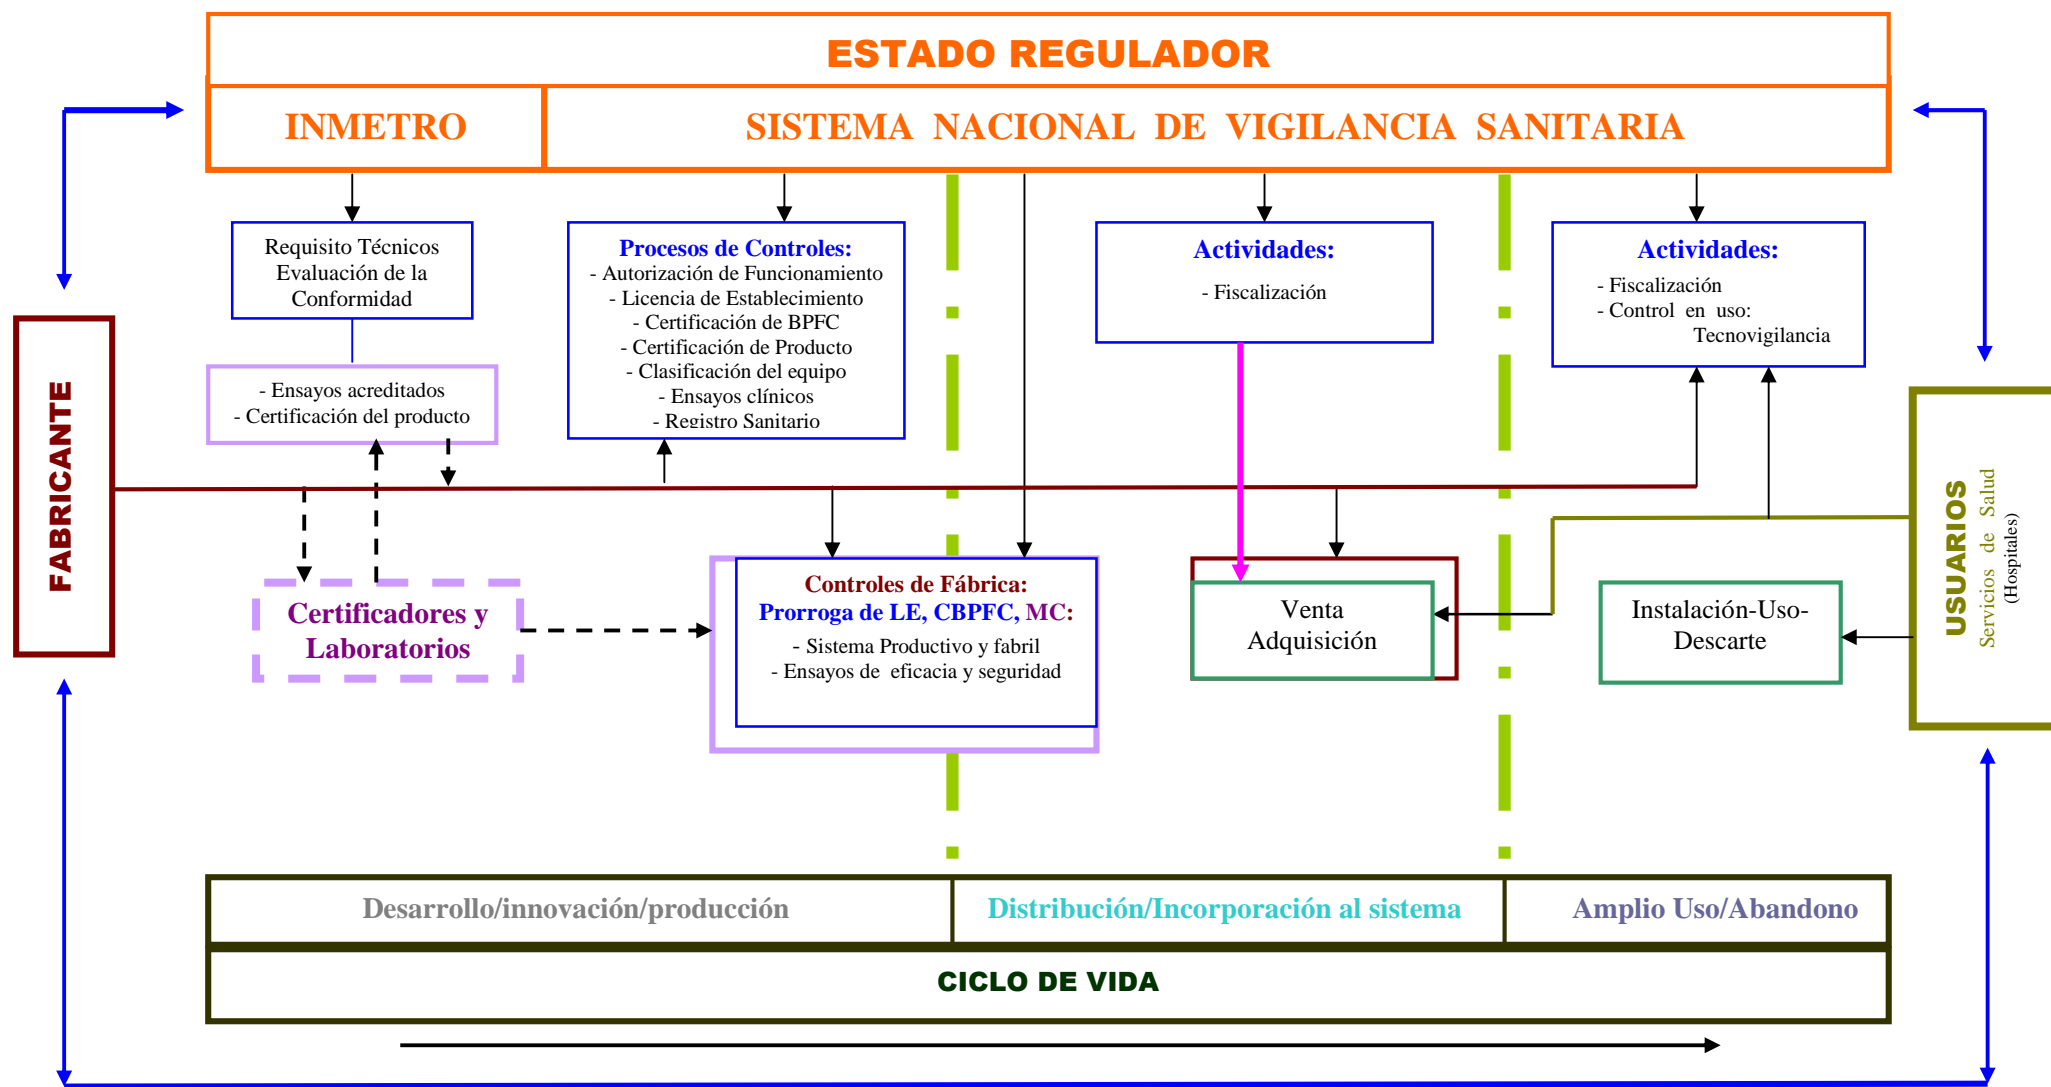 ESTADO REGULADOR
INMETRO
SISTEMA NACIONAL DE VIGILANCIA SANITARIA
Requisito Técnicos
Evaluación de la
Conformidad
Procesos de Controles:
- Autorización de Funcionamiento
- Licencia de Establecimiento
- Certificación de BPFC
- Certificación de Producto
- Clasificación del equipo
- Ensayos clínicos
- Registro Sanitario
Actividades:
- Fiscalización
Actividades:
- Fiscalización
- Control en uso:
Tecnovigilancia
- Ensayos acreditados
- Certificación del producto
FABRICANTE
USUARIOS
Servicios de Salud
(Hospitales)
Certificadores y
Laboratorios
Controles de Fábrica:
Prorroga de LE, CBPFC, MC:
- Sistema Productivo y fabril
- Ensayos de eficacia y seguridad
Venta
Adquisición
Instalación-Uso-
Descarte
Desarrollo/innovación/producción
Distribución/Incorporación al sistema
Amplio Uso/Abandono
CICLO DE VIDA